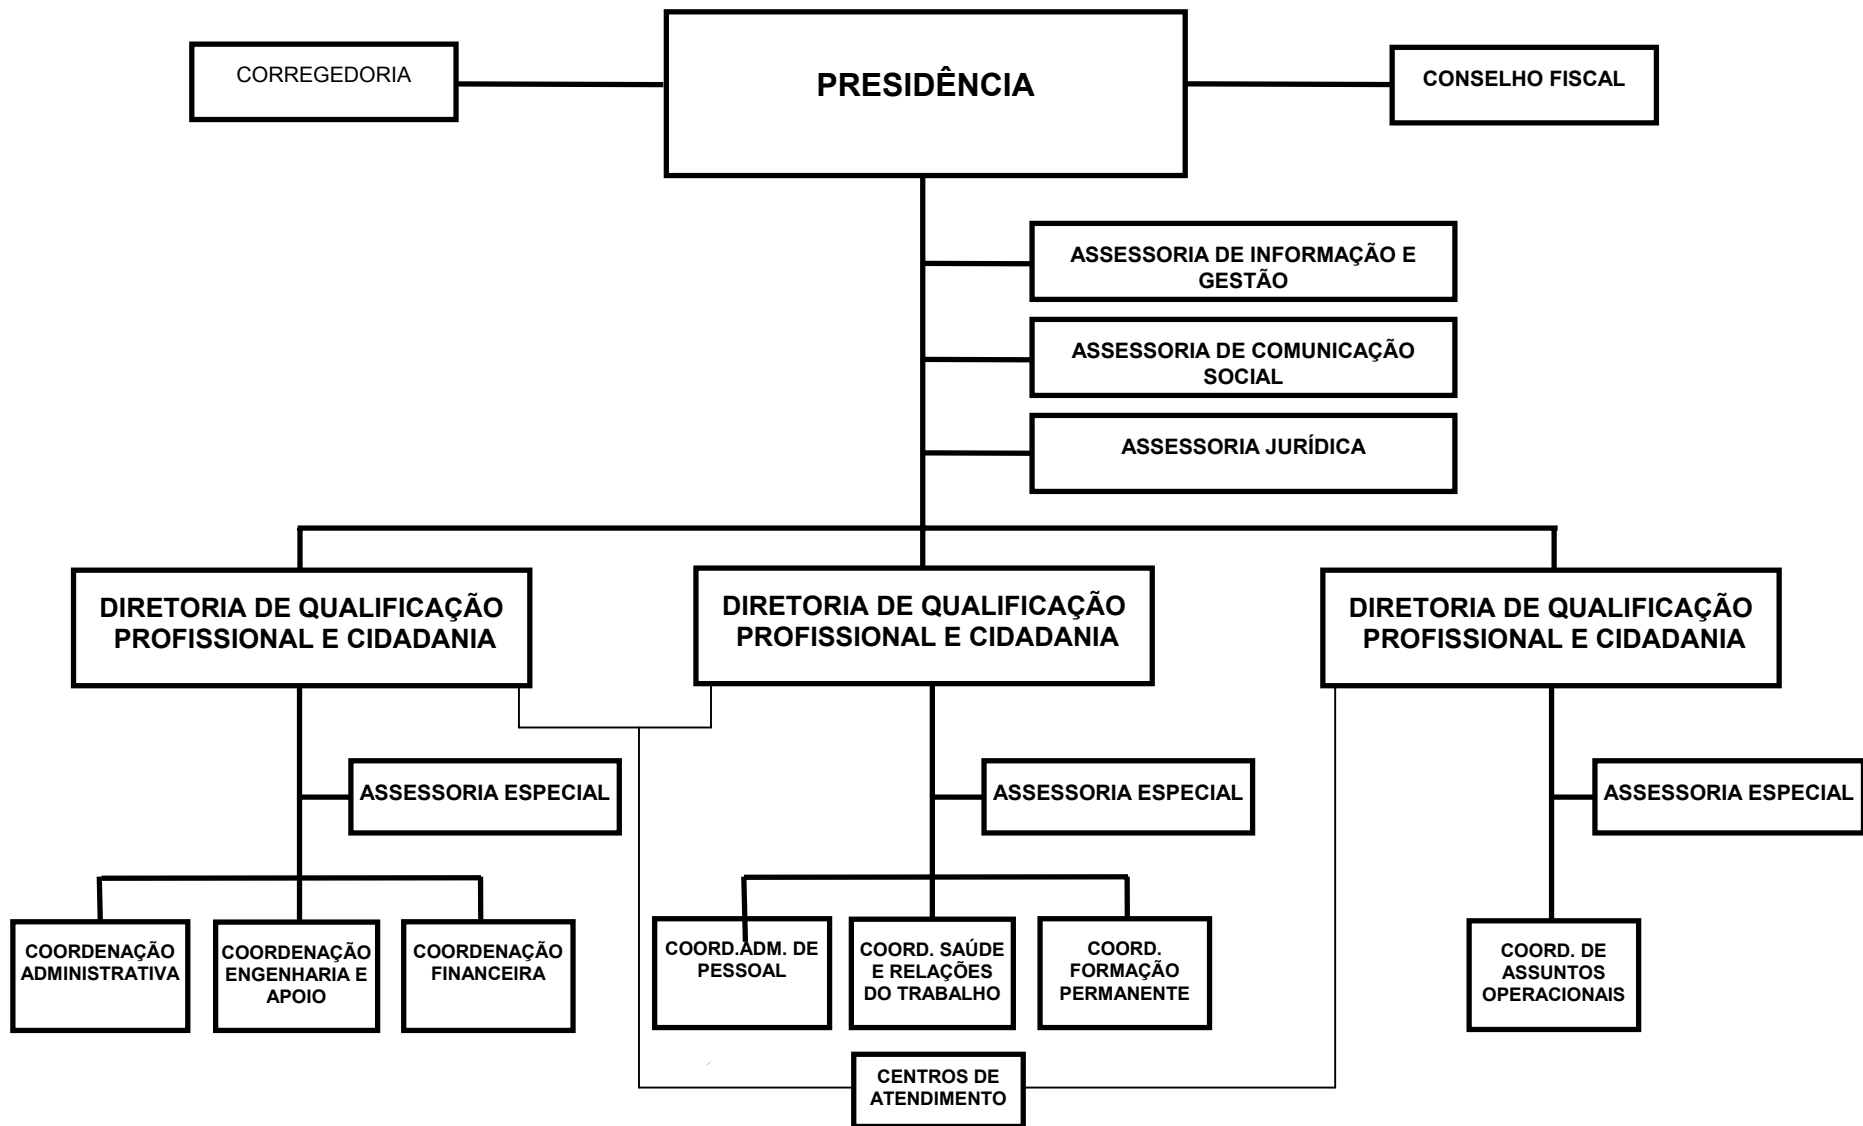 CORREGEDORIA
PRESIDÊNCIA
CONSELHO FISCAL
ASSESSORIA DE INFORMAÇÃO E
GESTÃO
ASSESSORIA DE COMUNICAÇÃO
SOCIAL
ASSESSORIA JURÍDICA
DIRETORIA DE QUALIFICAÇÃO
PROFISSIONAL E CIDADANIA
DIRETORIA DE QUALIFICAÇÃO
PROFISSIONAL E CIDADANIA
DIRETORIA DE QUALIFICAÇÃO
PROFISSIONAL E CIDADANIA
ASSESSORIA ESPECIAL
ASSESSORIA ESPECIAL
ASSESSORIA ESPECIAL
COORDENAÇÃO
ADMINISTRATIVA
COORDENAÇÃO
ENGENHARIA E
APOIO
COORDENAÇÃO
FINANCEIRA
COORD.ADM. DE
PESSOAL
COORD. SAÚDE
E RELAÇÕES
DO TRABALHO
COORD.
FORMAÇÃO
PERMANENTE
COORD. DE
ASSUNTOS
OPERACIONAIS
CENTROS DE
ATENDIMENTO